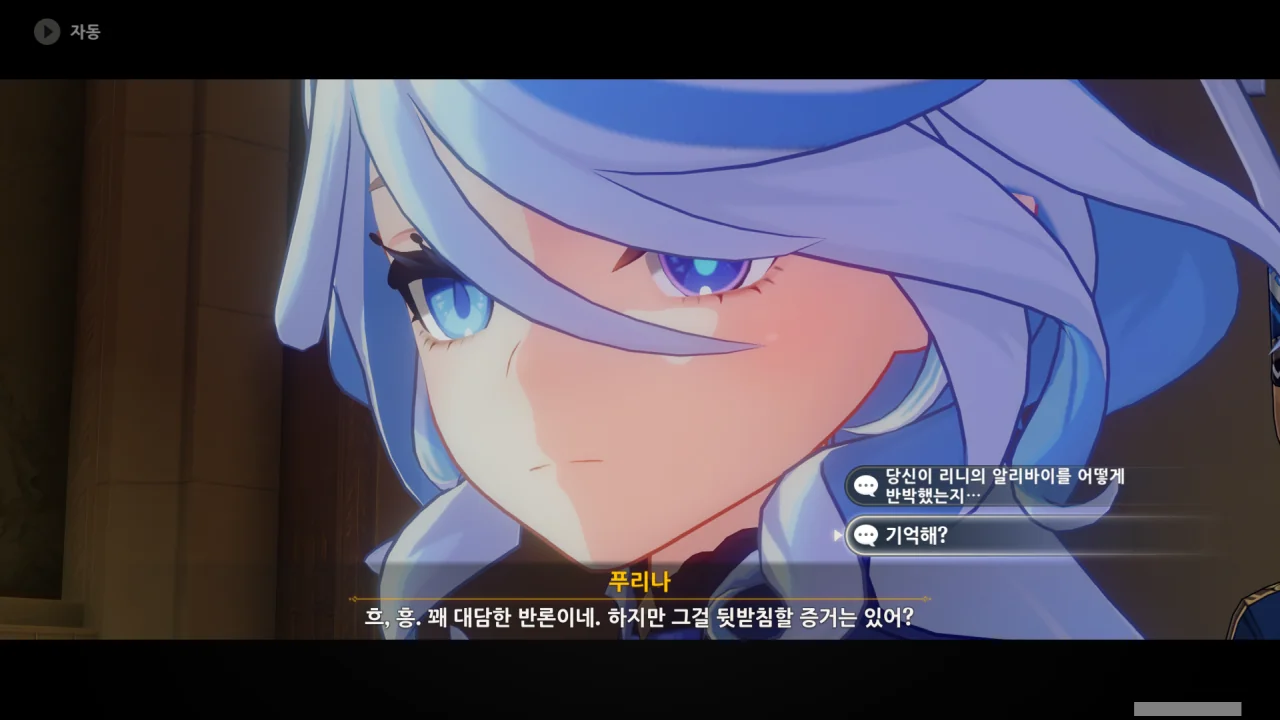 자동
당신이 리니의 알리바이를 어떻게
반박했는지…
기억해?
푸리나
흐, 흥. 꽤 대담한 반론이네. 하지만 그걸 뒷받침할 증거는 있어?